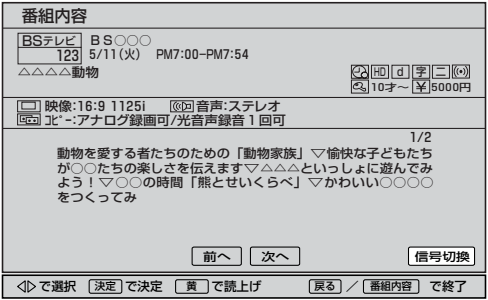 番組内容
BSテレビ BS○○○
123 5/11(火) PM7:00-PM7:54
△△△△動物
HD d 字 二
10才～ ¥5000円
映像:16:9 1125i 音声:ステレオ
コピー:アナログ録画可/光音声録音1回可
1/2
動物を愛する者たちのための「動物家族」▽愉快な子どもたち
が○○たちの楽しさを伝えます▽△△△といっしょに遊んでみ
よう!▽○○の時間「熊とせいくらべ」▽かわいい○○○○
をつくってみ
前へ 次へ 信号切換
で選択 決定 で決定 黄 で読上げ 戻る / 番組内容 で終了